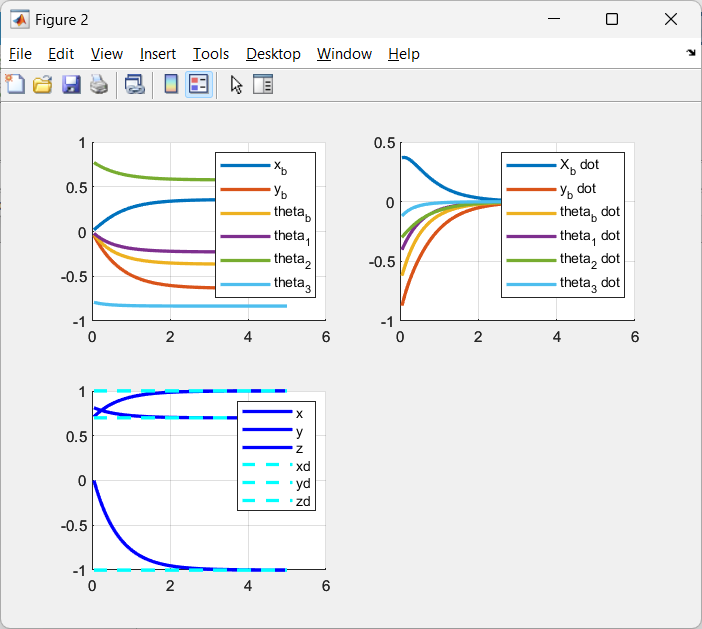 Figure 2
File Edit View Insert Tools Desktop Window Help
1
0.5
0
-0.5
-1
0 2 4 6
x_b
y_b
theta_b
theta_1
theta_2
theta_3
0.5
0
-0.5
-1
0 2 4 6
X_b dot
y_b dot
theta_b dot
theta_1 dot
theta_2 dot
theta_3 dot
1
0.5
0
-0.5
-1
0 2 4 6
x
y
z
xd
yd
zd